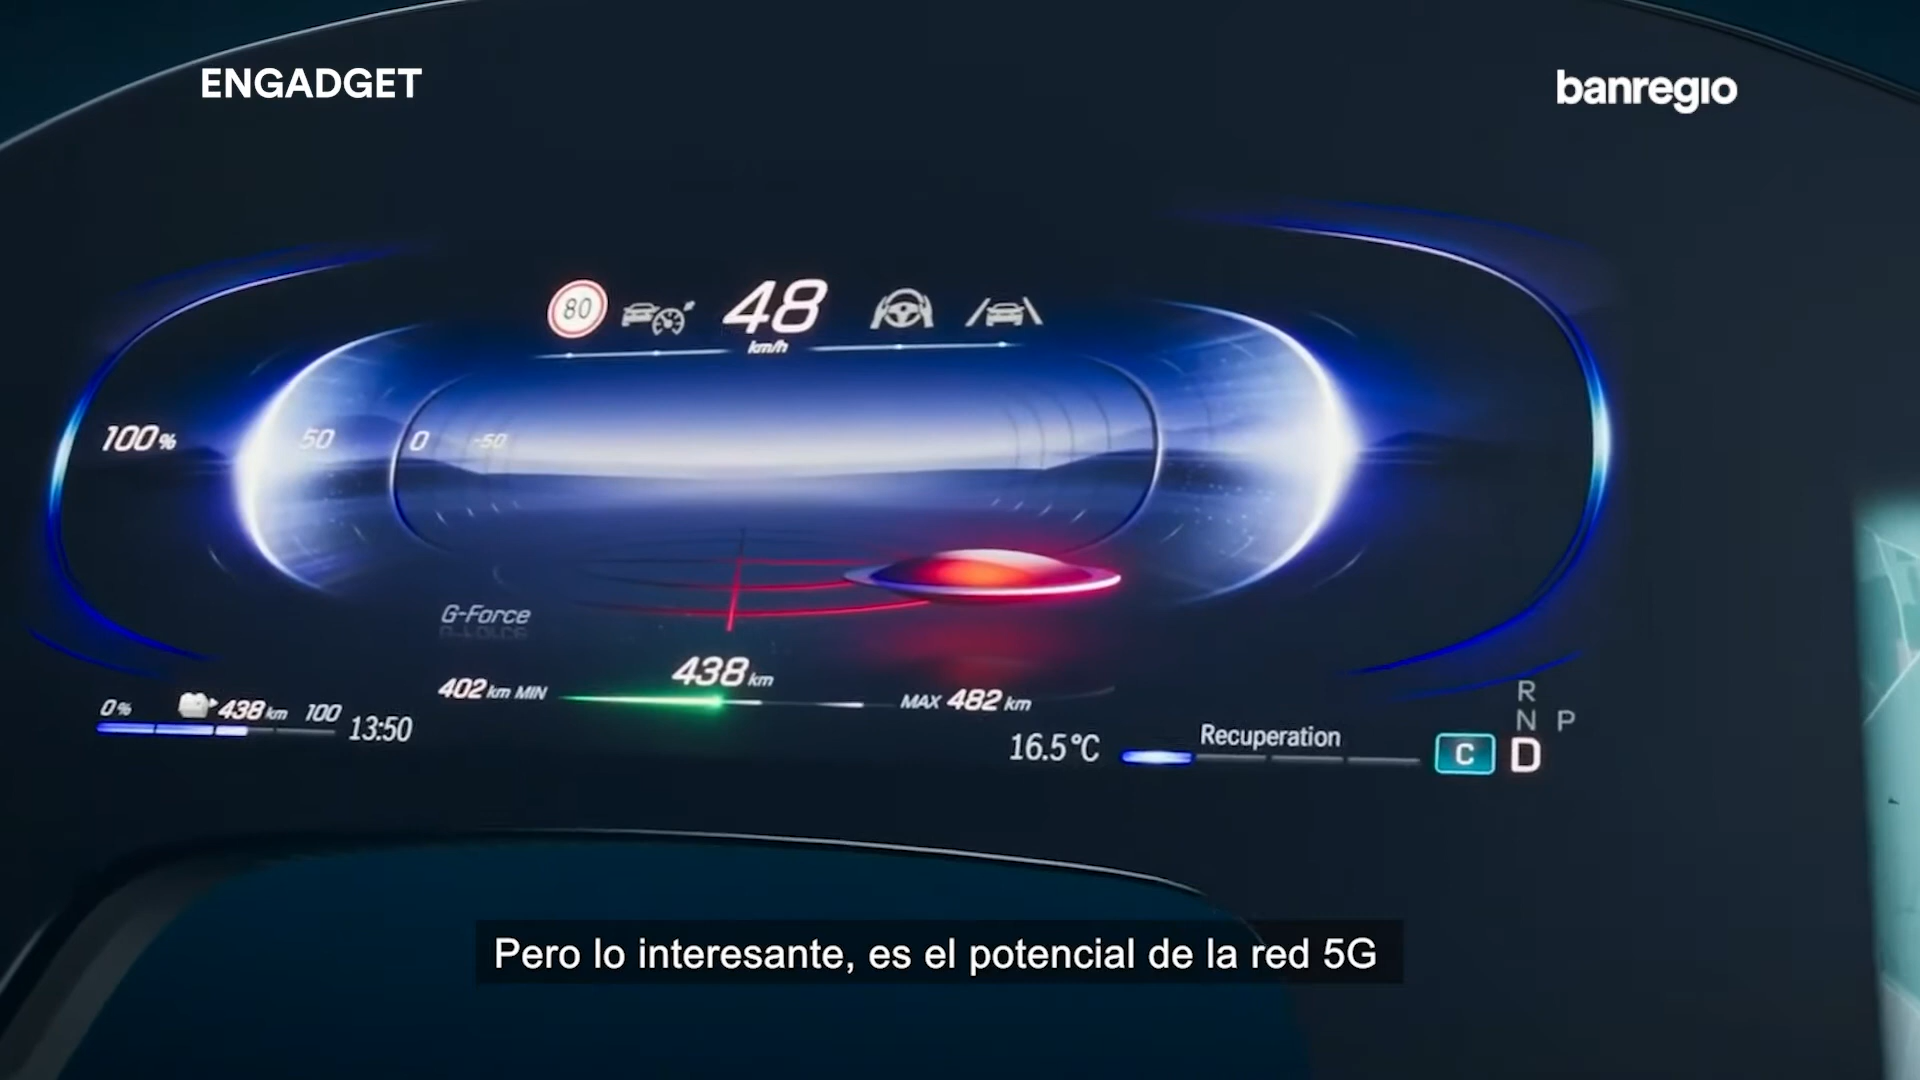 ENGADGET
banregio
80
48
km/h
100%
50
0
-50
G-Force
438 km
402 km MIN
MAX 482 km
0%
438 km
100
13:50
16.5°C
Recuperation
R
N
P
C
D
Pero lo interesante, es el potencial de la red 5G